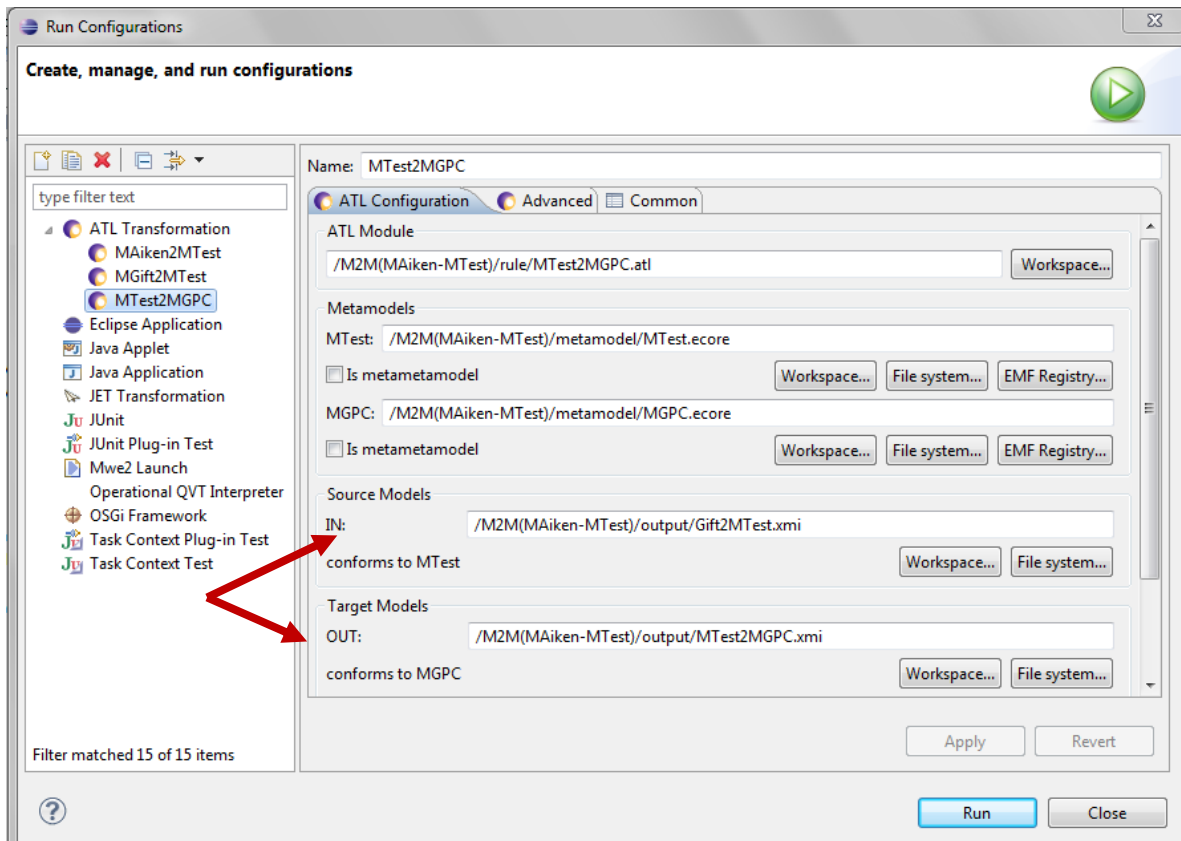 Run Configurations
Create, manage, and run configurations
type filter text
ATL Transformation
MAiken2MTest
MGift2MTest
MTest2MGPC
Eclipse Application
Java Applet
Java Application
JET Transformation
JUnit
JUnit Plug-in Test
Mwe2 Launch
Operational QVT Interpreter
OSGi Framework
Task Context Plug-in Test
Task Context Test
Filter matched 15 of 15 items
Name: MTest2MGPC
ATL Configuration Advanced Common
ATL Module
/M2M(MAiken-MTest)/rule/MTest2MGPC.atl Workspace...
Metamodels
MTest: /M2M(MAiken-MTest)/metamodel/MTest.ecore
Is metametamodel Workspace... File system... EMF Registry...
MGPC: /M2M(MAiken-MTest)/metamodel/MGPC.ecore
Is metametamodel Workspace... File system... EMF Registry...
Source Models
IN: /M2M(MAiken-MTest)/output/Gift2MTest.xmi
conforms to MTest Workspace... File system...
Target Models
OUT: /M2M(MAiken-MTest)/output/MTest2MGPC.xmi
conforms to MGPC Workspace... File system...
Apply Revert
? Run Close